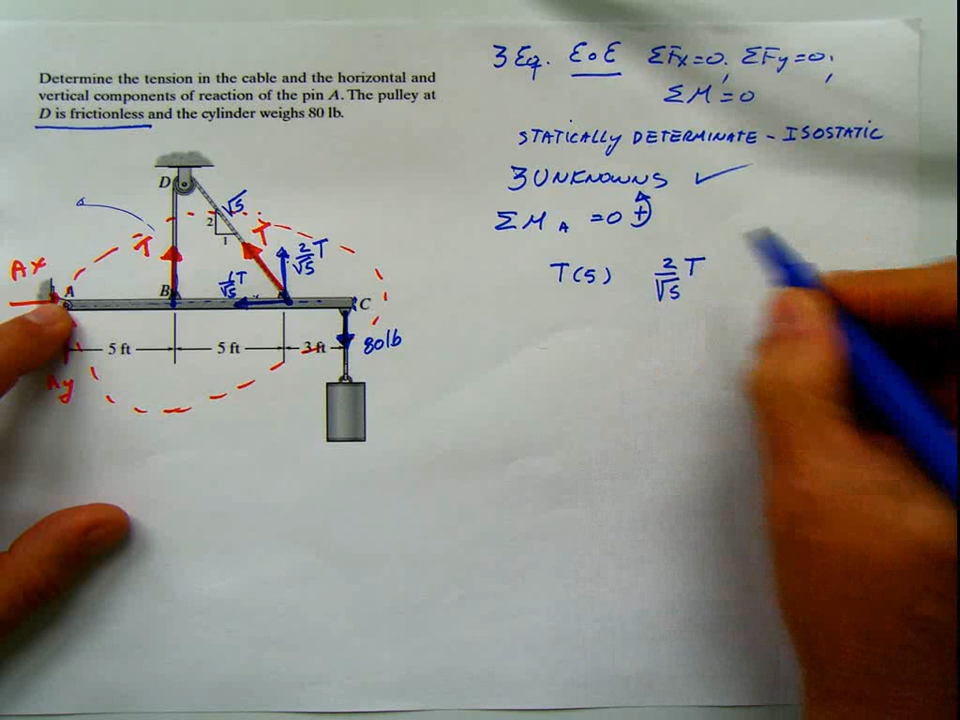 Determine the tension in the cable and the horizontal and
vertical components of reaction of the pin A. The pulley at
D is frictionless and the cylinder weighs 80 lb.
3 Eq. EoE ΣFx=0, ΣFy=0,
ΣM=0
STATICALLY DETERMINATE - ISOSTATIC
3 UNKNOWNS ✓
ΣM A =0 +
T(5) 2/√5 T
D
√5
2
1
T
T
2/√5 T
1/√5 T
Ax
A
B
C
5 ft
5 ft
3 ft
80lb
Ay